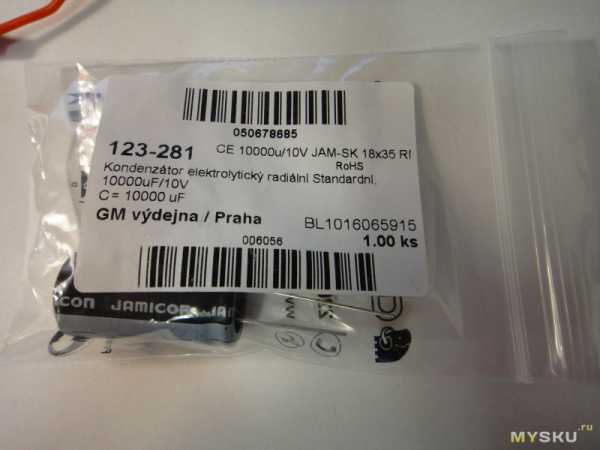 050678685
123-281 CE 10000u/10V JAM-SK 18x35 RI
RoHS
Kondenzátor elektrolytický radiální Standardní,
10000uF/10V
C = 10000 uF
GM výdejna / Praha BL1016065915
006056 1.00 ks
con JAMICON JAM
MYSKU.ru